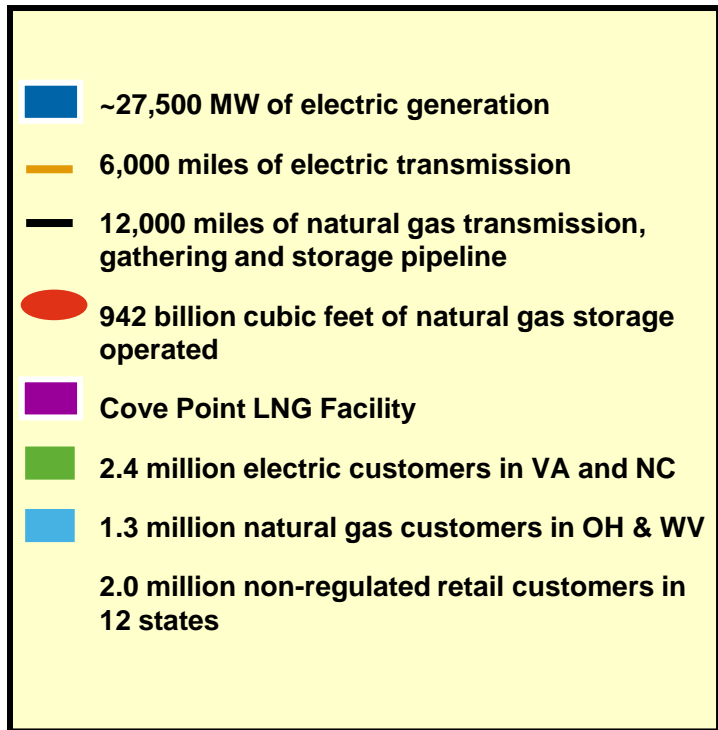 ~27,500 MW of electric generation
6,000 miles of electric transmission
12,000 miles of natural gas transmission,
gathering and storage pipeline
942 billion cubic feet of natural gas storage
operated
Cove Point LNG Facility
2.4 million electric customers in VA and NC
1.3 million natural gas customers in OH & WV
2.0 million non-regulated retail customers in
12 states